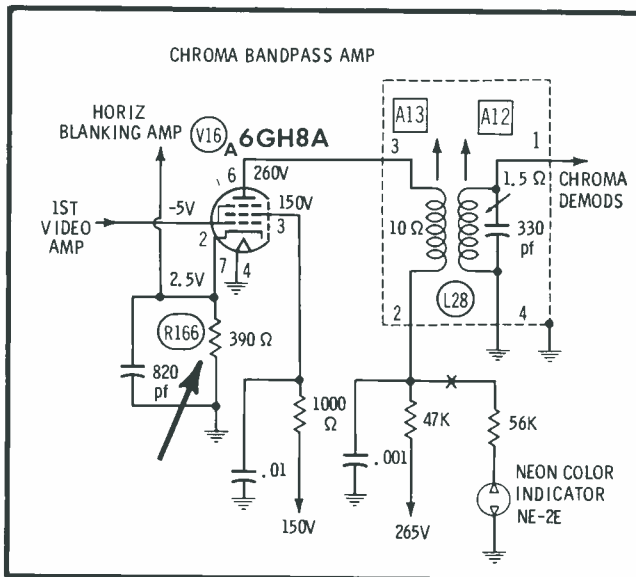 CHROMA BANDPASS AMP
HORIZ
BLANKING AMP
V16
A
6GH8A
A13
A12
3
1
6
260V
150V
1.5 Ω
CHROMA
DEMODS
1ST
VIDEO
AMP
-5V
3
2
10 Ω
330
pf
7
4
2.5V
L28
2
4
R166
390 Ω
820
pf
1000
Ω
47K
56K
.01
.001
NEON COLOR
INDICATOR
NE-2E
150V
265V